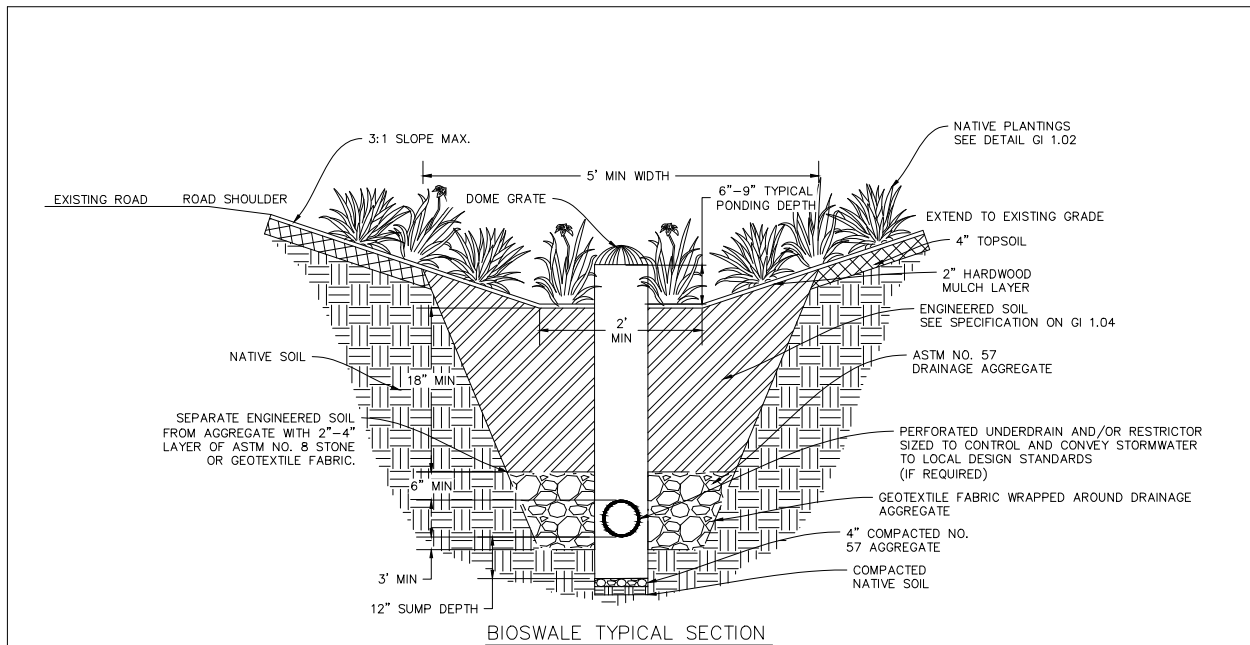 3:1 SLOPE MAX.
NATIVE PLANTINGS
SEE DETAIL GI 1.02
5' MIN WIDTH
EXISTING ROAD
ROAD SHOULDER
DOME GRATE
6"-9" TYPICAL
PONDING DEPTH
EXTEND TO EXISTING GRADE
4" TOPSOIL
2" HARDWOOD
MULCH LAYER
2'
MIN
ENGINEERED SOIL
SEE SPECIFICATION ON GI 1.04
NATIVE SOIL
18" MIN
ASTM NO. 57
DRAINAGE AGGREGATE
SEPARATE ENGINEERED SOIL
FROM AGGREGATE WITH 2"-4"
LAYER OF ASTM NO. 8 STONE
OR GEOTEXTILE FABRIC.
PERFORATED UNDERDRAIN AND/OR RESTRICTOR
SIZED TO CONTROL AND CONVEY STORMWATER
TO LOCAL DESIGN STANDARDS
(IF REQUIRED)
6" MIN
GEOTEXTILE FABRIC WRAPPED AROUND DRAINAGE
AGGREGATE
4" COMPACTED NO.
57 AGGREGATE
3' MIN
COMPACTED
NATIVE SOIL
12" SUMP DEPTH
BIOSWALE TYPICAL SECTION